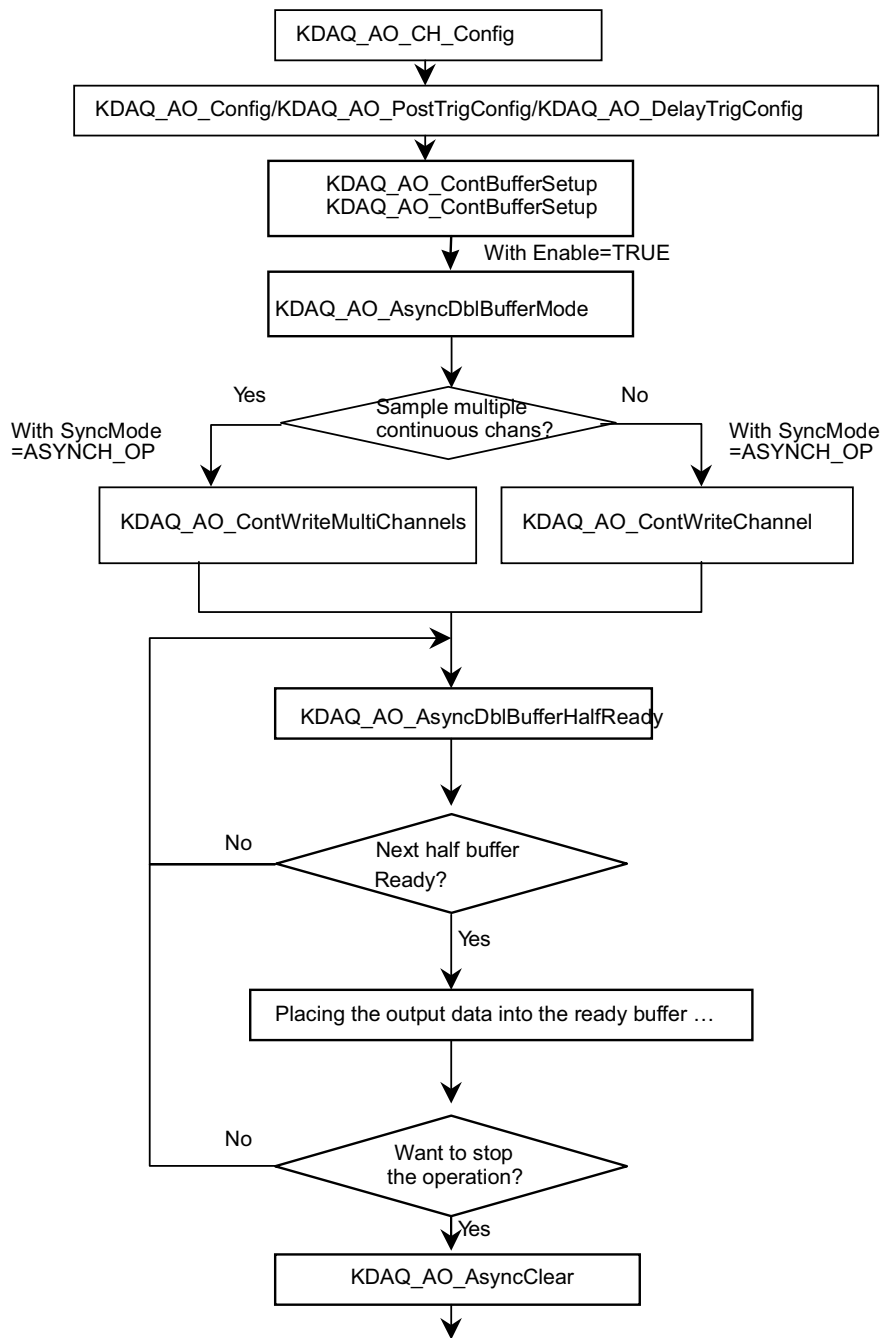 KDAQ_AO_CH_Config
KDAQ_AO_Config/KDAQ_AO_PostTrigConfig/KDAQ_AO_DelayTrigConfig
KDAQ_AO_ContBufferSetup
KDAQ_AO_ContBufferSetup
With Enable=TRUE
KDAQ_AO_AsyncDblBufferMode
Yes
Sample multiple
continuous chans?
No
With SyncMode
=ASYNCH_OP
With SyncMode
=ASYNCH_OP
KDAQ_AO_ContWriteMultiChannels
KDAQ_AO_ContWriteChannel
KDAQ_AO_AsyncDblBufferHalfReady
No
Next half buffer
Ready?
Yes
Placing the output data into the ready buffer …
No
Want to stop
the operation?
Yes
KDAQ_AO_AsyncClear